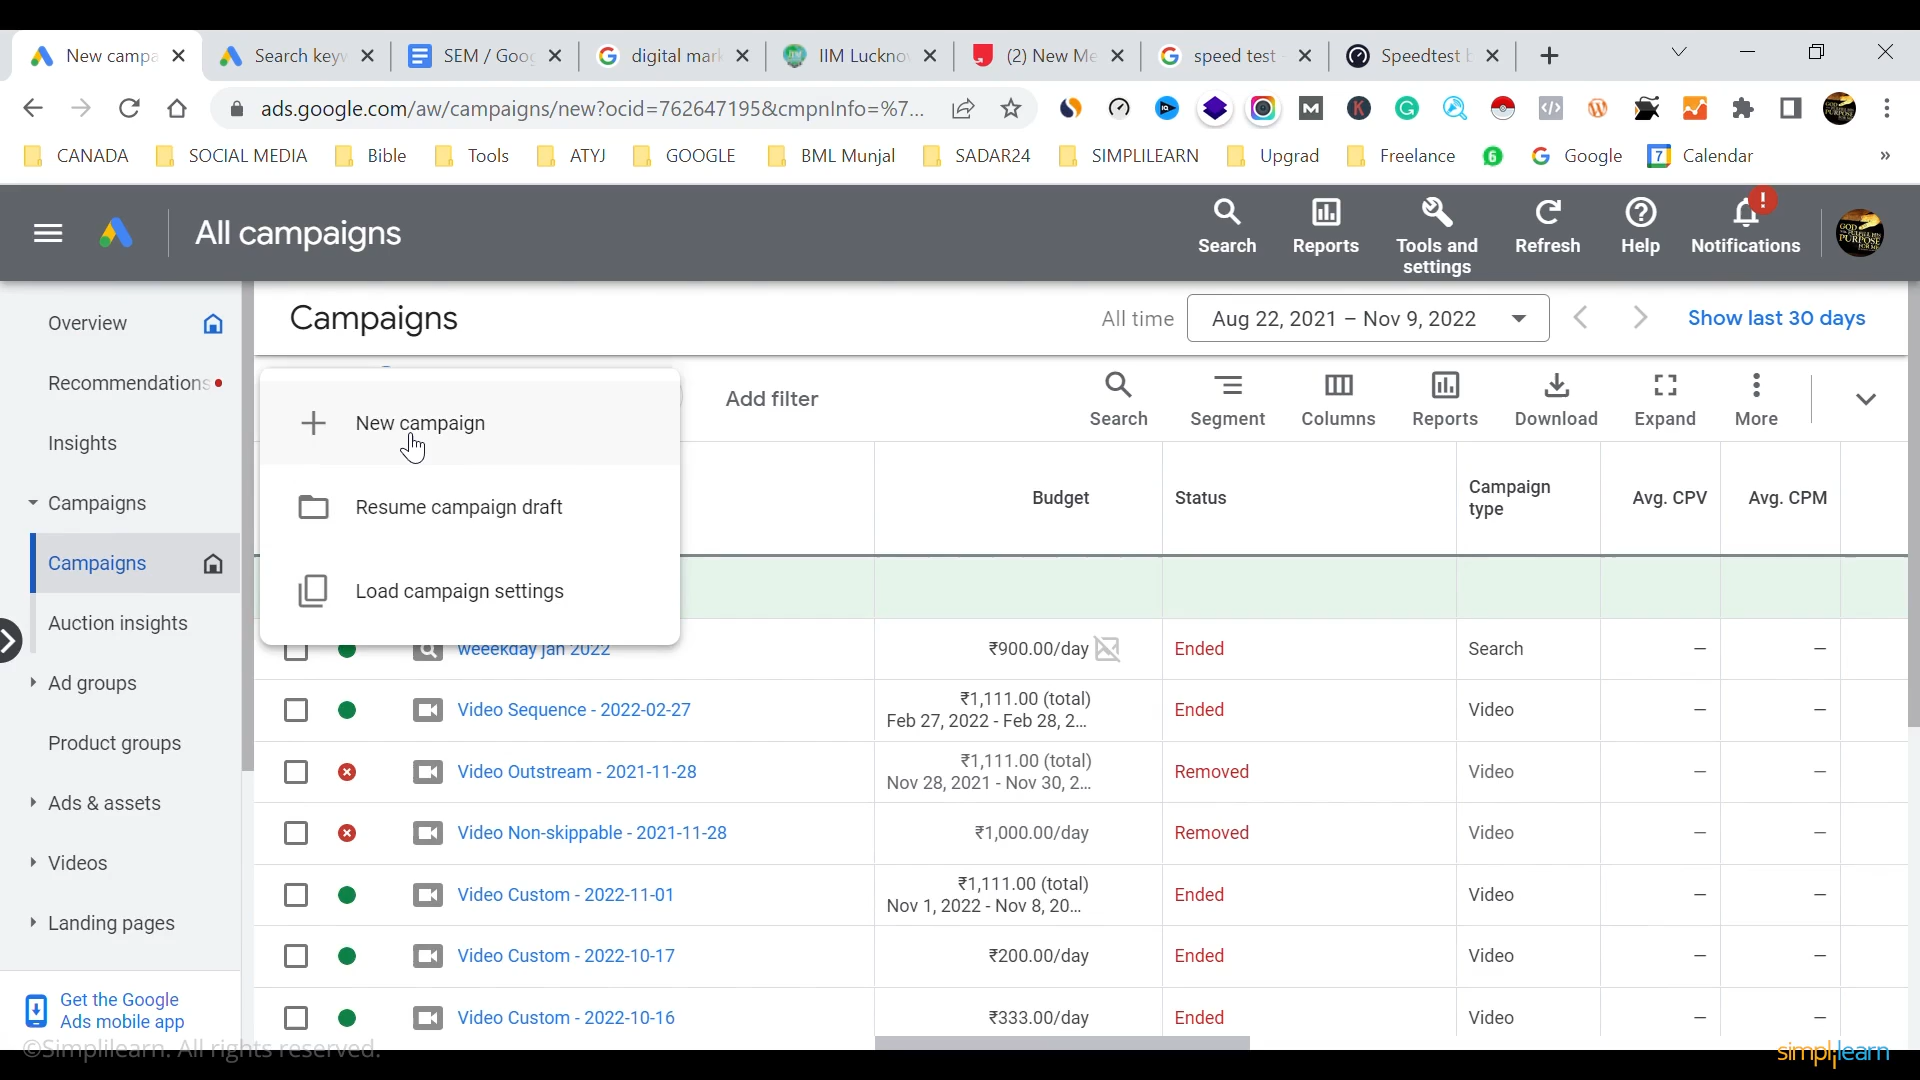 New campa
Search keyw
SEM / Goog
digital mark
IIM Lucknow
(2) New Me
speed test -
Speedtest b
ads.google.com/aw/campaigns/new?ocid=762647195&cmpnInfo=%7...
CANADA
SOCIAL MEDIA
Bible
Tools
ATYJ
GOOGLE
BML Munjal
SADAR24
SIMPLILEARN
Upgrad
Freelance
Google
7
Calendar
»
All campaigns
Search
Reports
Tools and
settings
Refresh
Help
Notifications
Overview
Recommendations
Insights
Campaigns
Campaigns
Auction insights
Ad groups
Product groups
Ads & assets
Videos
Landing pages
Get the Google
Ads mobile app
Campaigns
All time
Aug 22, 2021 – Nov 9, 2022
Show last 30 days
New campaign
Resume campaign draft
Load campaign settings
Add filter
Search
Segment
Columns
Reports
Download
Expand
More
Budget
Status
Campaign
type
Avg. CPV
Avg. CPM
weeekday jan 2022
₹900.00/day
Ended
Search
–
–
Video Sequence - 2022-02-27
₹1,111.00 (total)
Feb 27, 2022 - Feb 28, 2...
Ended
Video
–
–
Video Outstream - 2021-11-28
₹1,111.00 (total)
Nov 28, 2021 - Nov 30, 2...
Removed
Video
–
–
Video Non-skippable - 2021-11-28
₹1,000.00/day
Removed
Video
–
–
Video Custom - 2022-11-01
₹1,111.00 (total)
Nov 1, 2022 - Nov 8, 20...
Ended
Video
–
–
Video Custom - 2022-10-17
₹200.00/day
Ended
Video
–
–
Video Custom - 2022-10-16
₹333.00/day
Ended
Video
–
–
©Simplilearn. All rights reserved.
simplilearn